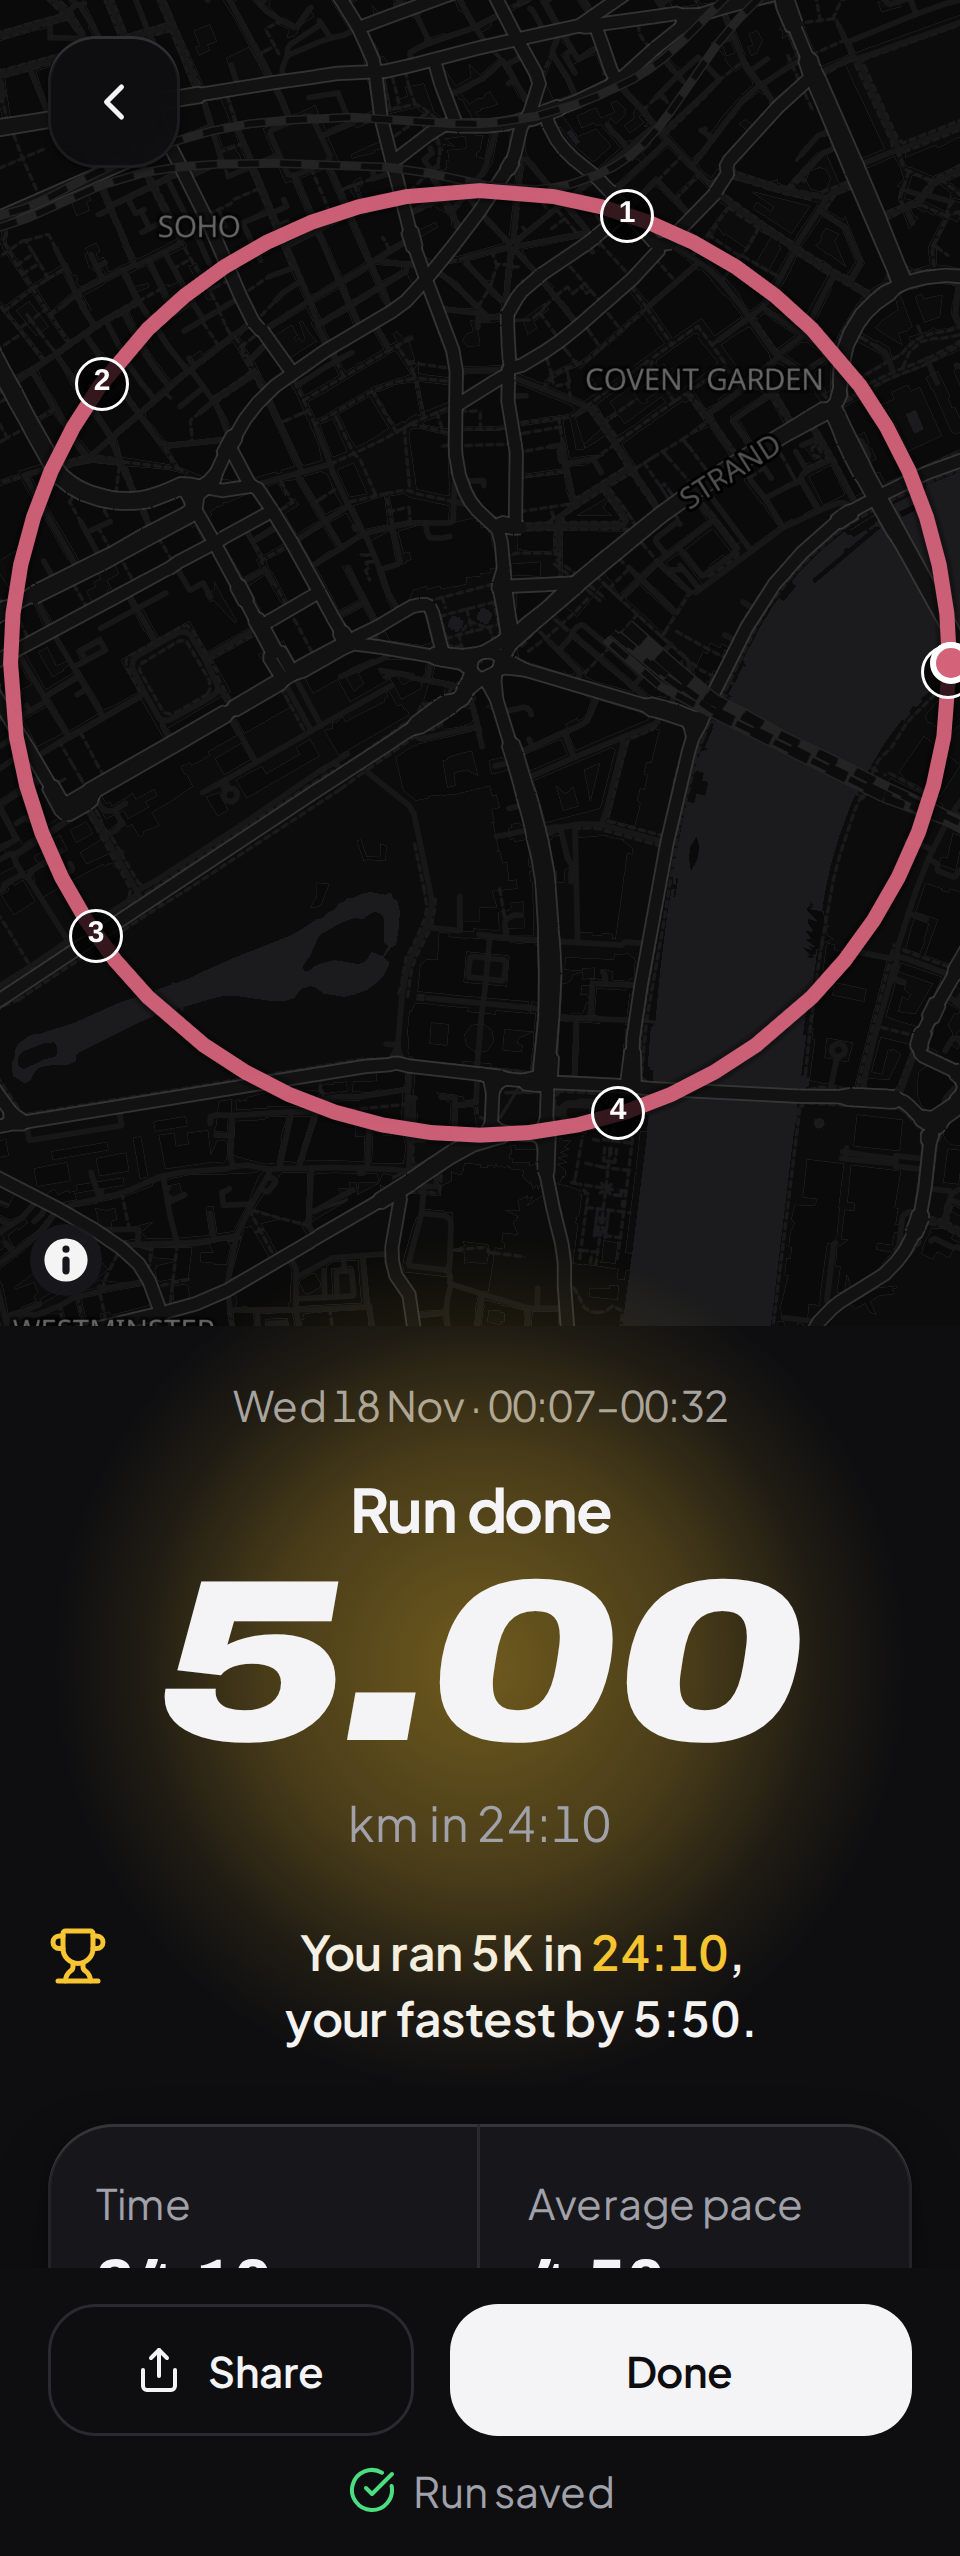 SOHO
1
2
COVENT GARDEN
STRAND
3
4
WESTMINSTER
Wed 18 Nov · 00:07–00:32
Run done
5.00
km in 24:10
You ran 5K in 24:10,
your fastest by 5:50.
Time
Average pace
Share
Done
Run saved